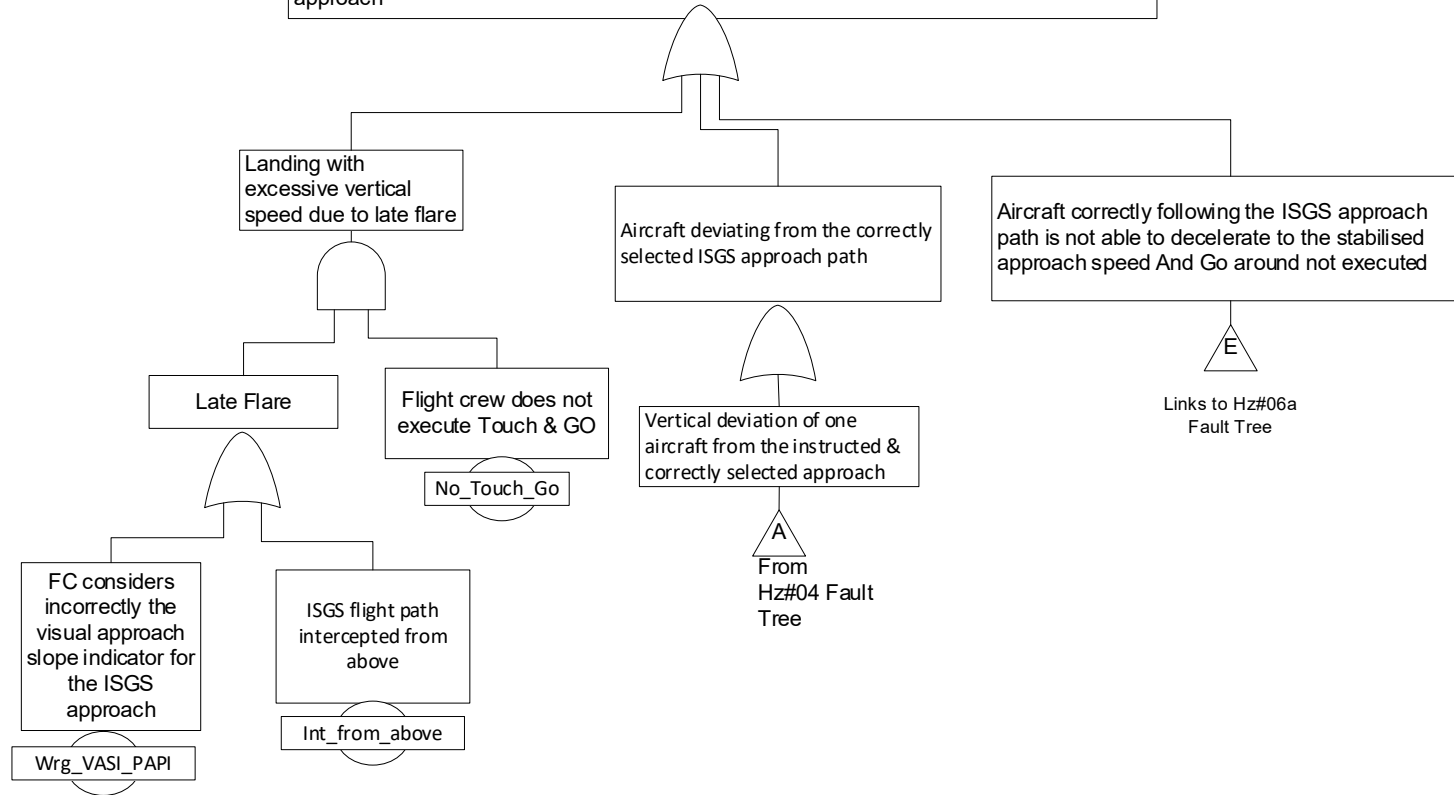 approach
Landing with
excessive vertical
speed due to late flare
Aircraft deviating from the correctly
selected ISGS approach path
Aircraft correctly following the ISGS approach
path is not able to decelerate to the stabilised
approach speed And Go around not executed
E
Links to Hz#06a
Fault Tree
Late Flare
Flight crew does not
execute Touch & GO
No_Touch_Go
Vertical deviation of one
aircraft from the instructed &
correctly selected approach
A
From
Hz#04 Fault
Tree
FC considers
incorrectly the
visual approach
slope indicator for
the ISGS
approach
Wrg_VASI_PAPI
ISGS flight path
intercepted from
above
Int_from_above